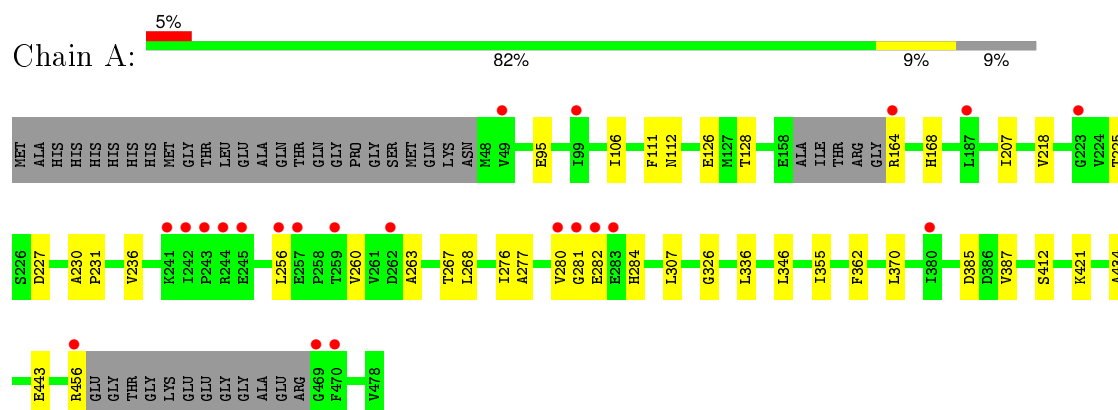 5%
Chain A:
82% 9% 9%
MET ALA HIS HIS HIS HIS HIS HIS MET GLY THR LEU GLU ALA GLN THR GLN GLY PRO GLY SER MET GLN LYS ASN M48 V49 E95 I99 I106 F111 N112 E126 M127 T128 E158 ALA ILE THR ARG GLY R164 H168 L187 I207 V218 G223 V224 T225
S226 D227 A230 P231 V236 K241 I242 P243 R244 E245 L256 E257 P258 T259 V260 V261 D262 A263 T267 L268 I276 A277 V280 G281 E282 E283 H284 L307 G326 L336 L346 I355 F362 L370 I380 D385 D386 V387 S412 K421 A434
E443 R456 GLU GLY THR GLY LYS GLU GLU GLY GLY ALA GLU ARG G469 F470 V478